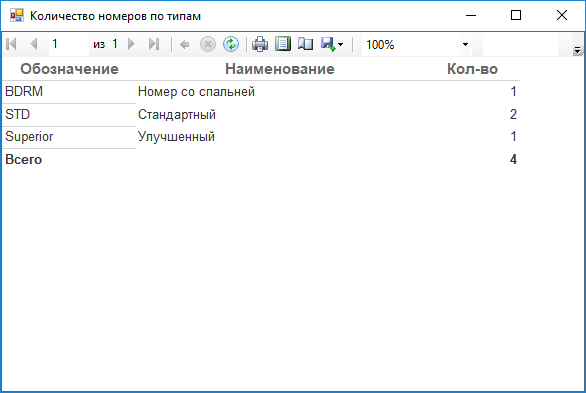 Количество номеров по типам
1 из 1 100%
Обозначение Наименование Кол-во
BDRM Номер со спальней 1
STD Стандартный 2
Superior Улучшенный 1
Всего 4